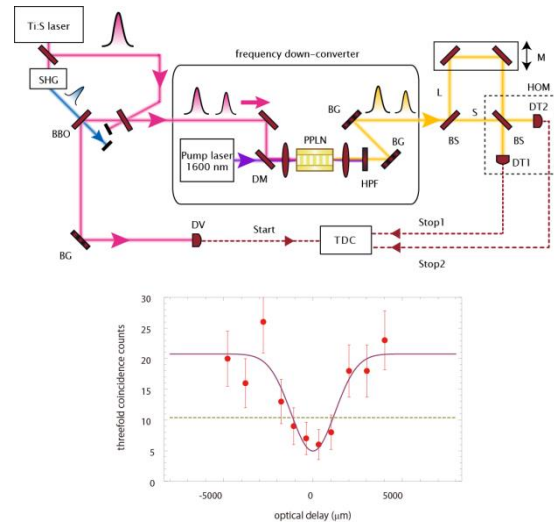 Ti:S laser
SHG
BBO
BG
frequency down-converter
Pump laser
1600 nm
DM
PPLN
HPF
BG
BG
L
S
M
BS
BS
HOM
DT2
DT1
DV
Start
TDC
Stop1
Stop2
threefold coincidence counts
30
25
20
15
10
5
0
-5000
0
5000
optical delay (μm)